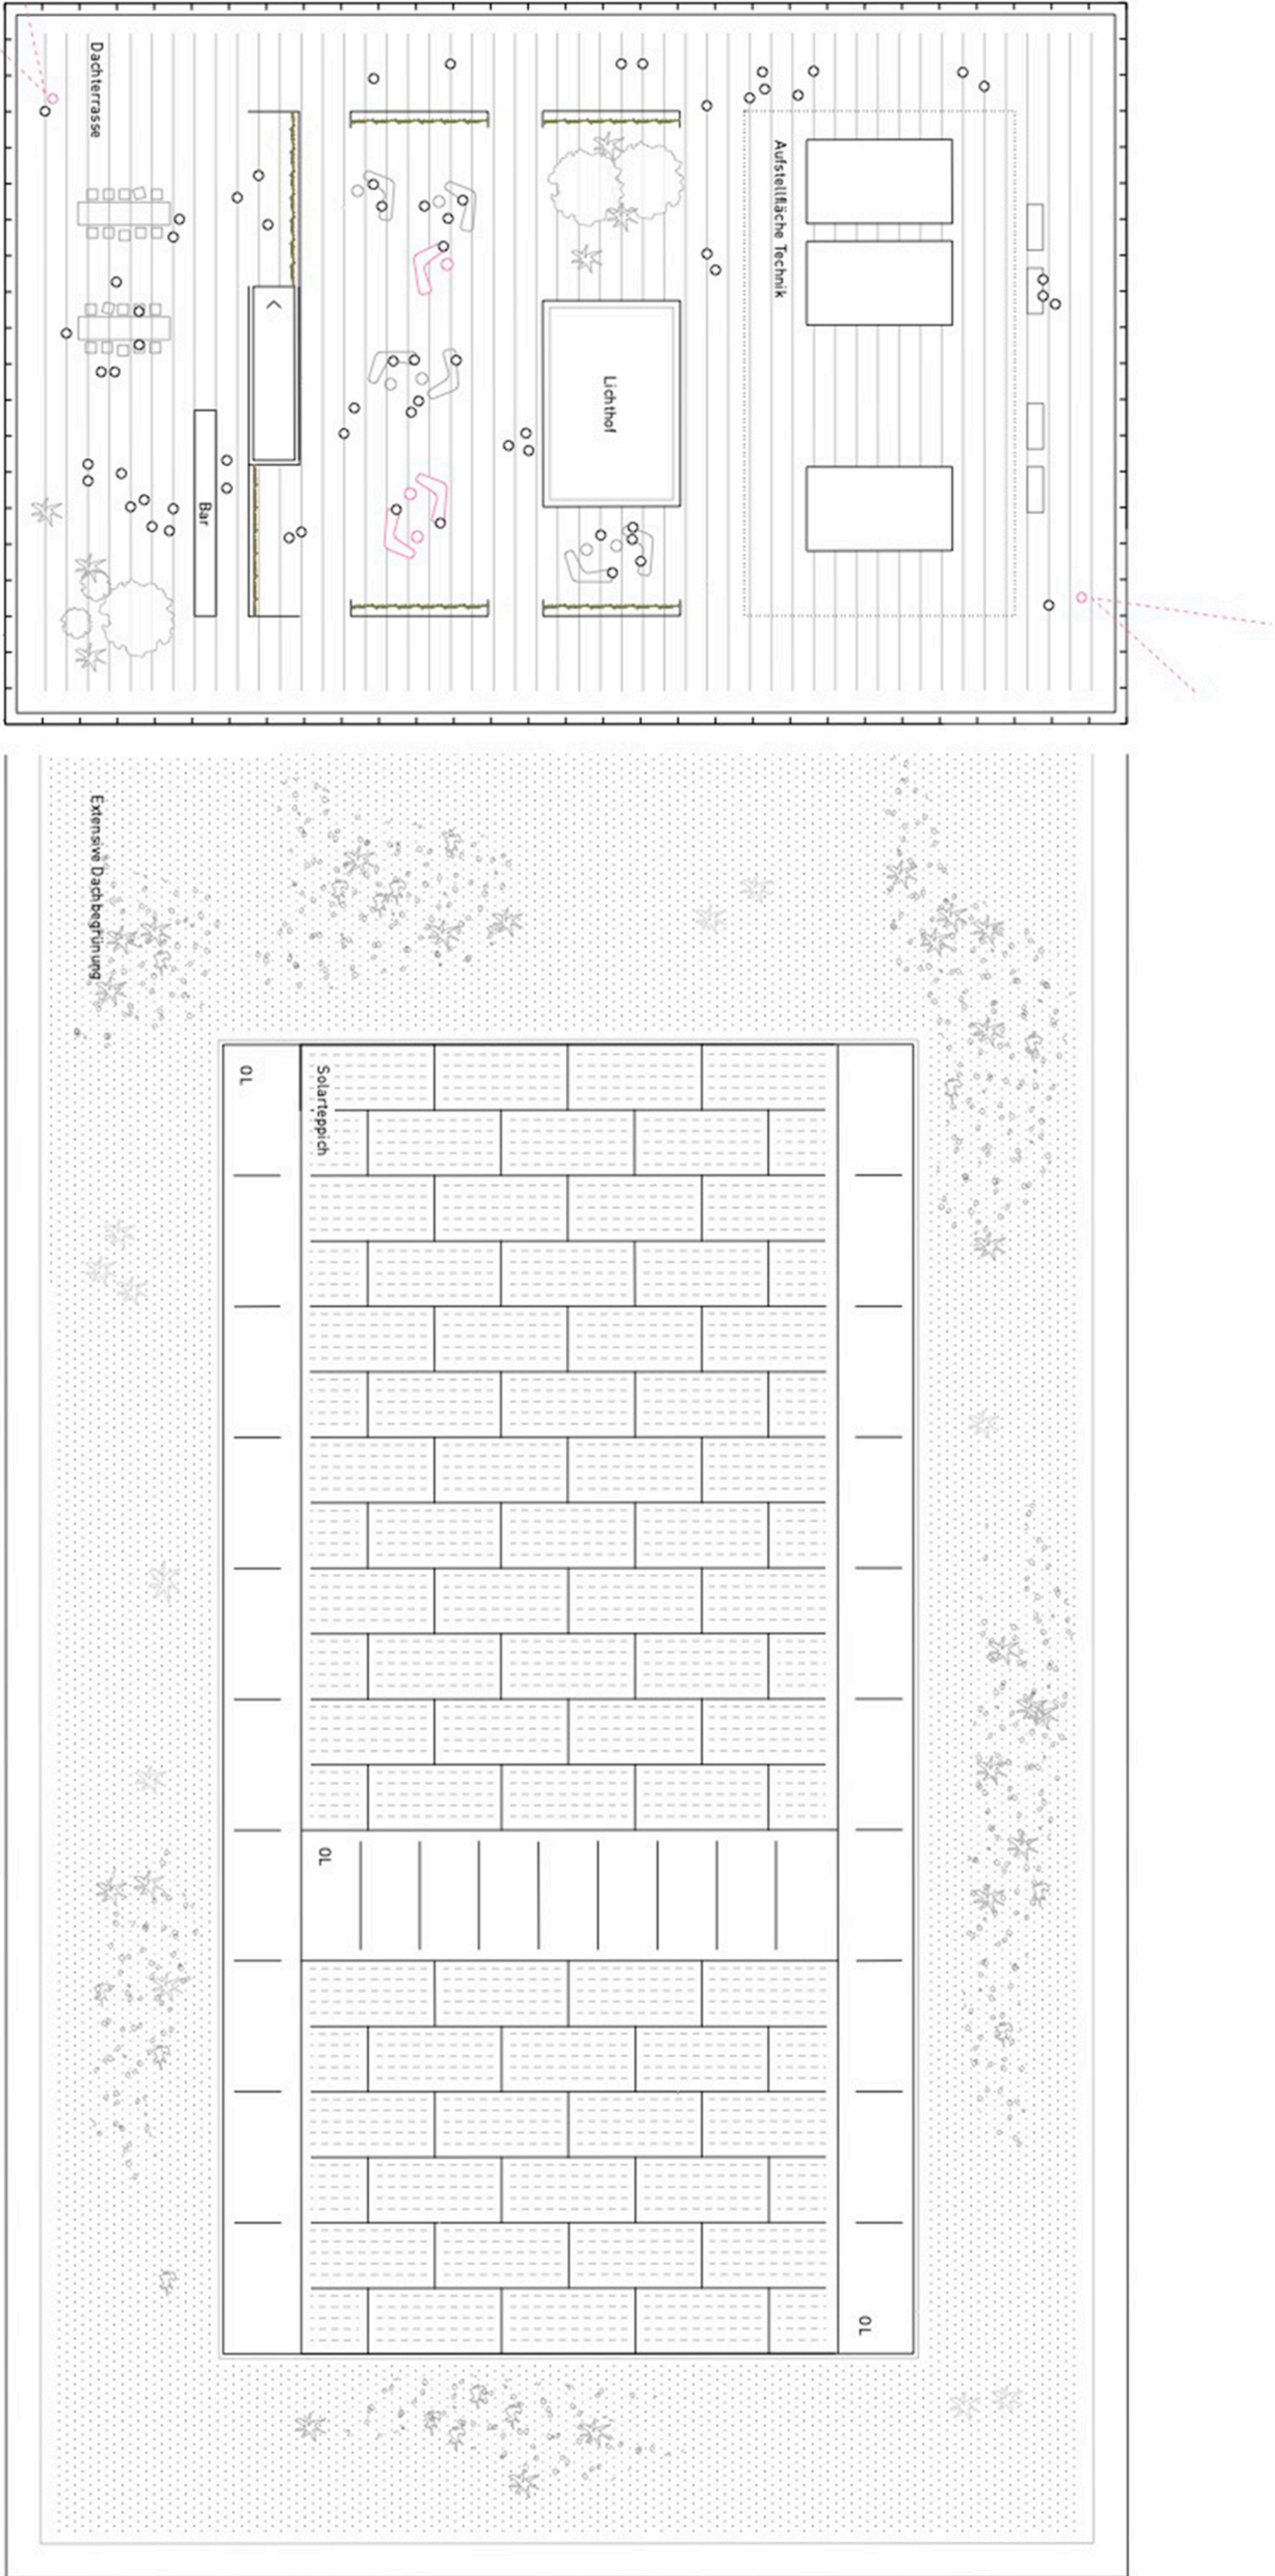 Dachterrasse
Aufstellfläche Technik
Lichthof
Bar
Extensive Dachbegrünung
OL
Solarteppich
OL
OL